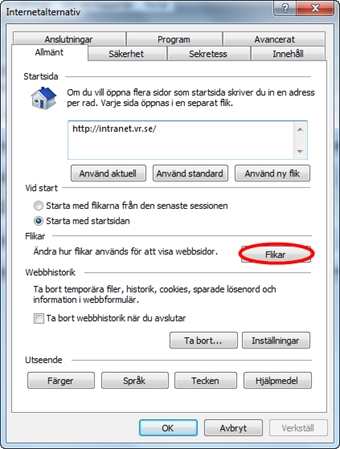 Internetalternativ
Anslutningar Program Avancerat
Allmänt Säkerhet Sekretess Innehåll
Startsida
Om du vill öppna flera sidor som startsida skriver du in en adress
per rad. Varje sida öppnas i en separat flik.
http://intranet.vr.se/
Använd aktuell Använd standard Använd ny flik
Vid start
Starta med flikarna från den senaste sessionen
Starta med startsidan
Flikar
Ändra hur flikar används för att visa webbsidor.
Flikar
Webbhistorik
Ta bort temporära filer, historik, cookies, sparade lösenord och
information i webbformulär.
Ta bort webbhistorik när du avslutar
Ta bort... Inställningar
Utseende
Färger Språk Tecken Hjälpmedel
OK Avbryt Verkställ